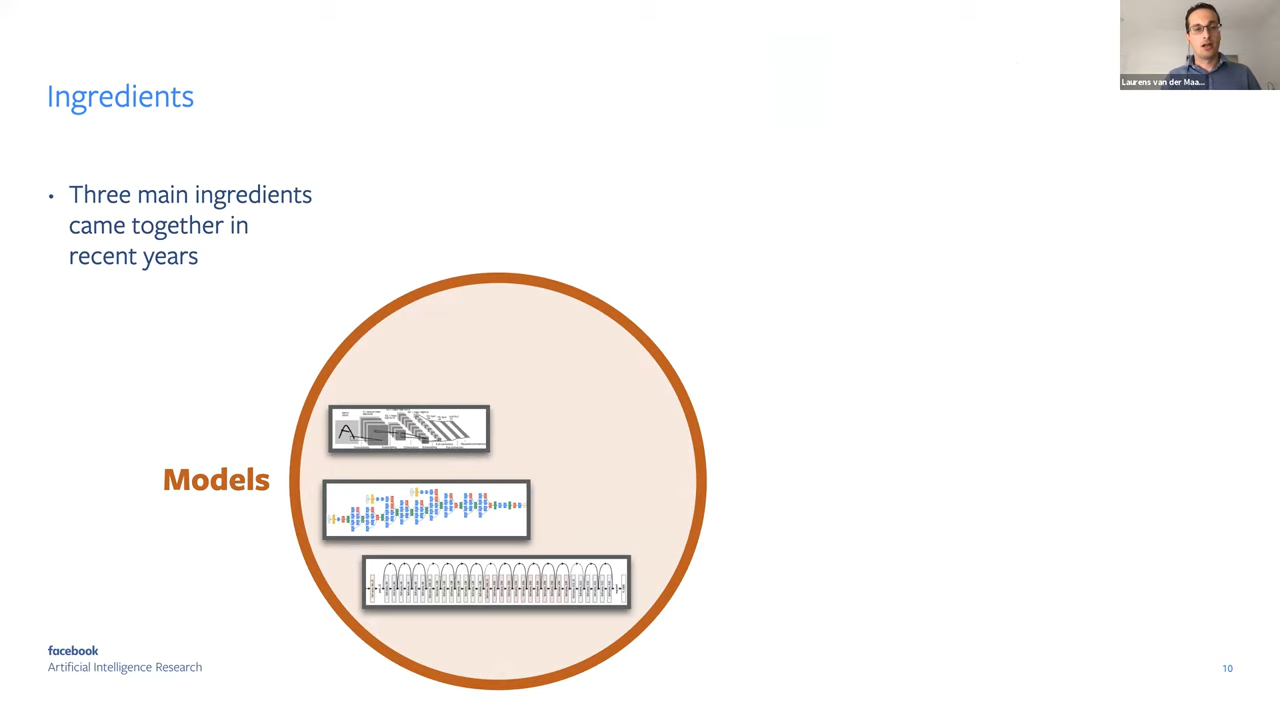 Laurens van der Maa...
Ingredients
• Three main ingredients
came together in
recent years
A
Models
facebook
Artificial Intelligence Research
10